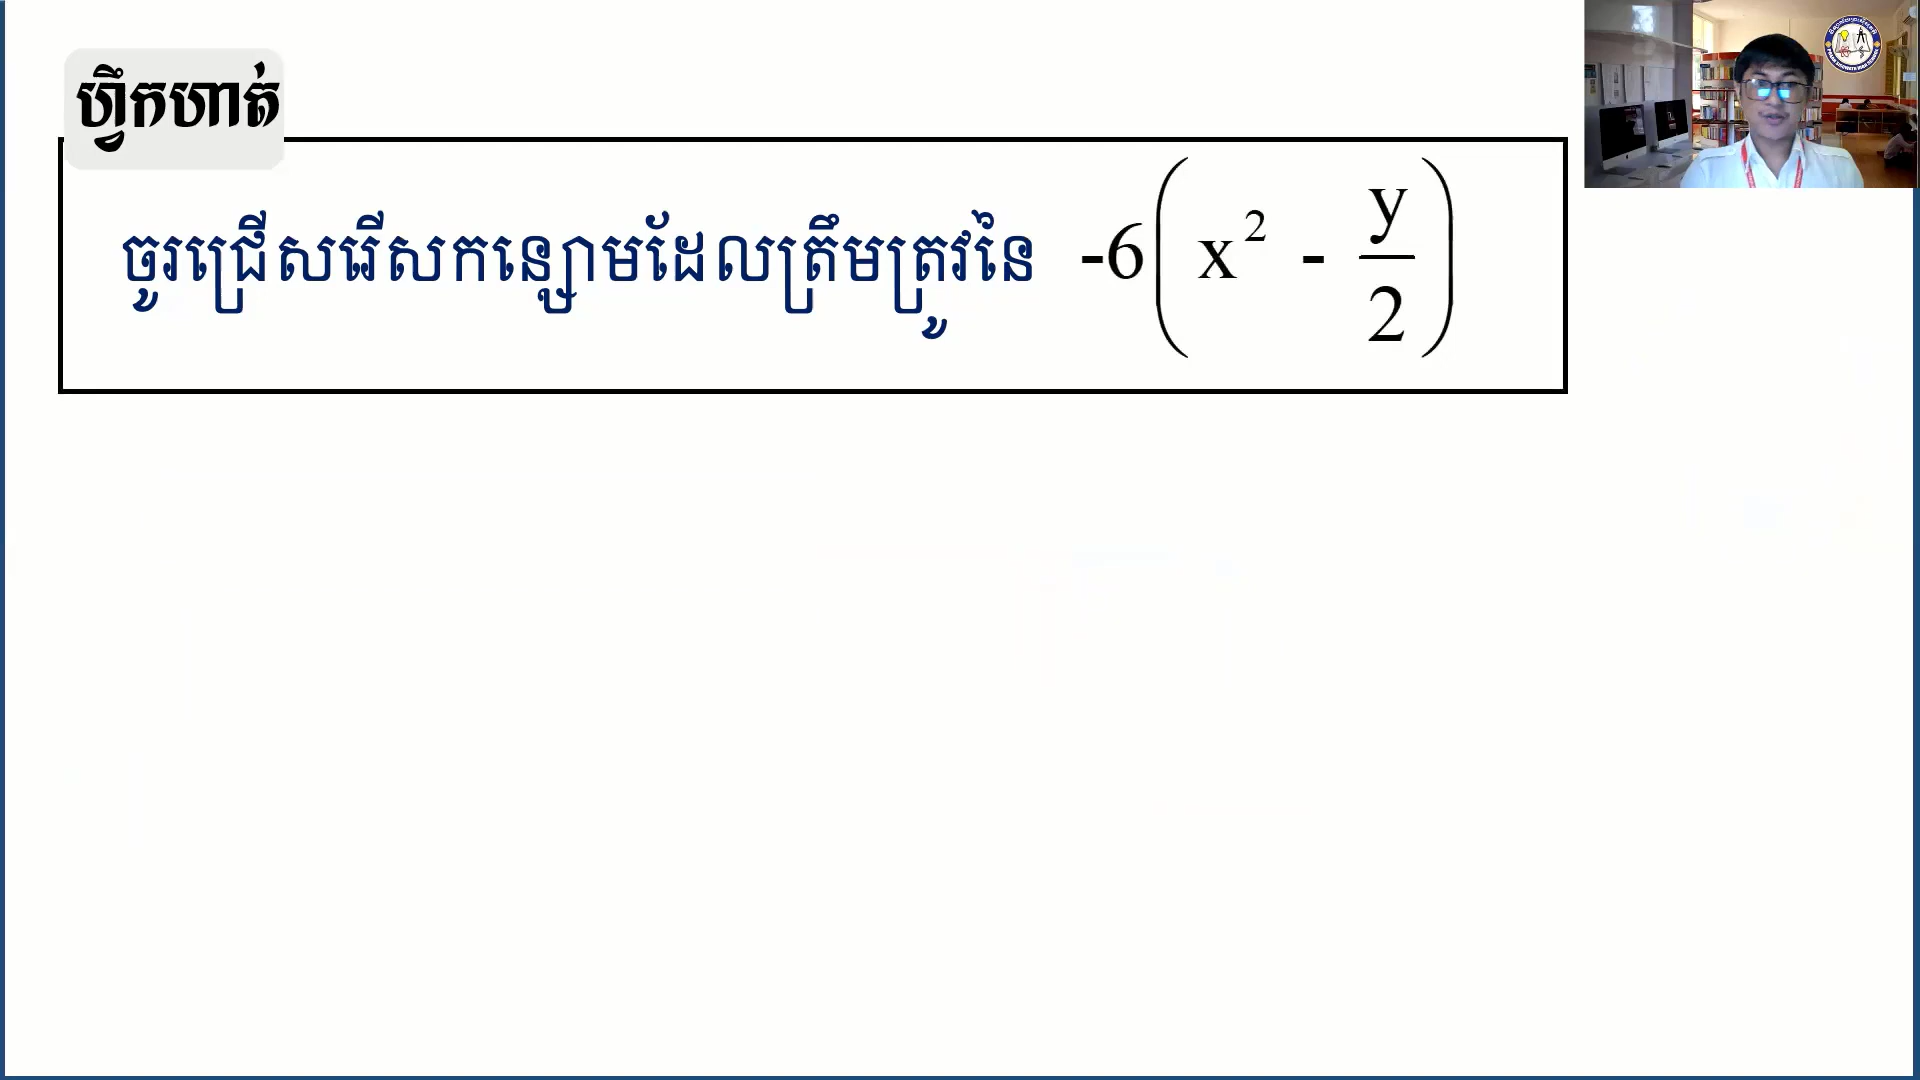 ហ្វឹកហាត់
ចូរជ្រើសរើសកន្សោមដែលត្រឹមត្រូវនៃ -6(x² - y/2)